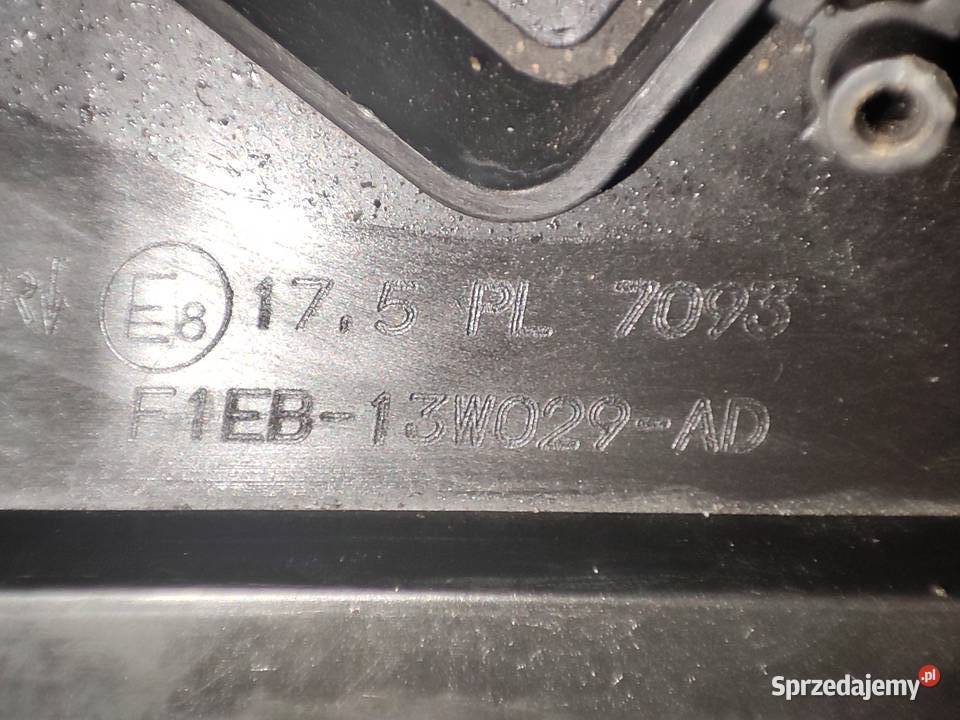 E8 17.5 PL 7093
F1EB-13W029-AD
Sprzedajemy.pl